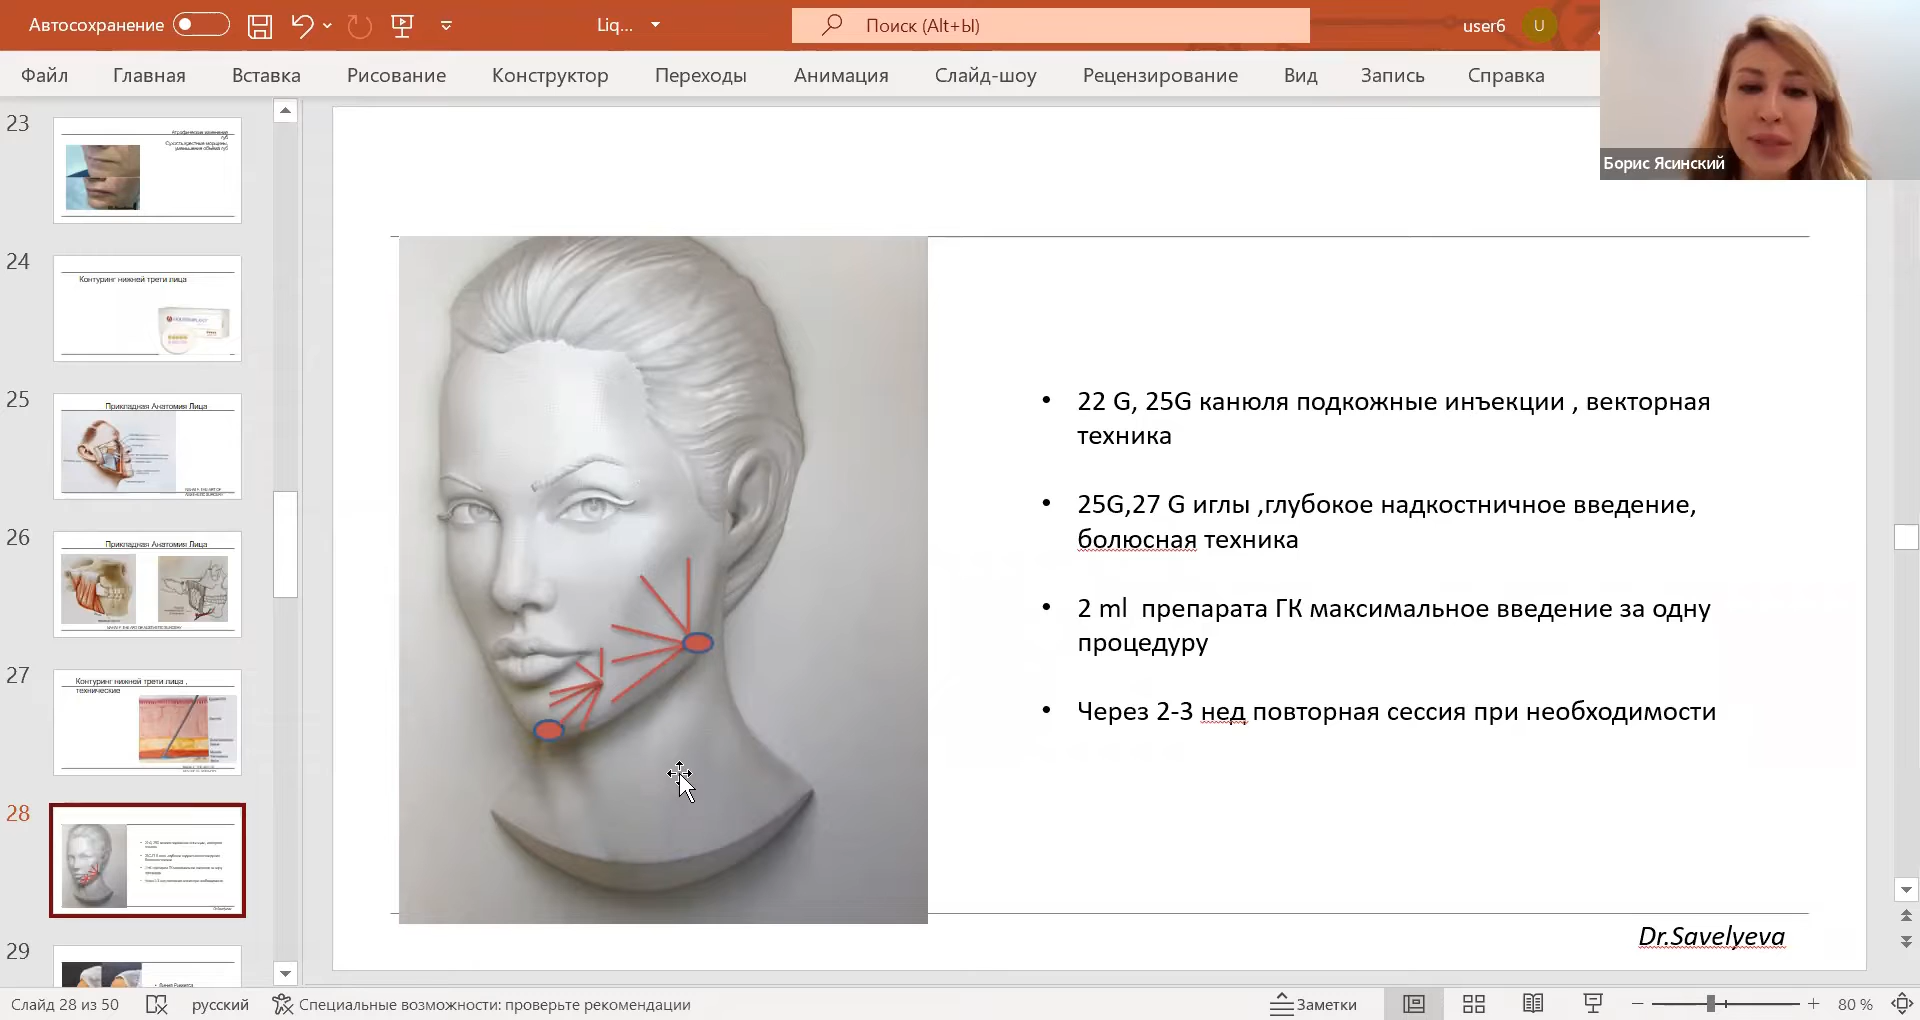 Автосохранение
Liq...
Поиск (Alt+Ы)
user6
U
Файл
Главная
Вставка
Рисование
Конструктор
Переходы
Анимация
Слайд-шоу
Рецензирование
Вид
Запись
Справка
Борис Ясинский
23
24
Контуринг нижней трети лица
25
Прикладная Анатомия Лица
26
Прикладная Анатомия Лица
27
Контуринг нижней трети лица ,
технические
28
29
• 22 G, 25G канюля подкожные инъекции , векторная
техника
• 25G,27 G иглы ,глубокое надкостничное введение,
болюсная техника
• 2 ml препарата ГК максимальное введение за одну
процедуру
• Через 2-3 нед повторная сессия при необходимости
Dr.Savelyeva
Слайд 28 из 50
русский
Специальные возможности: проверьте рекомендации
Заметки
80 %